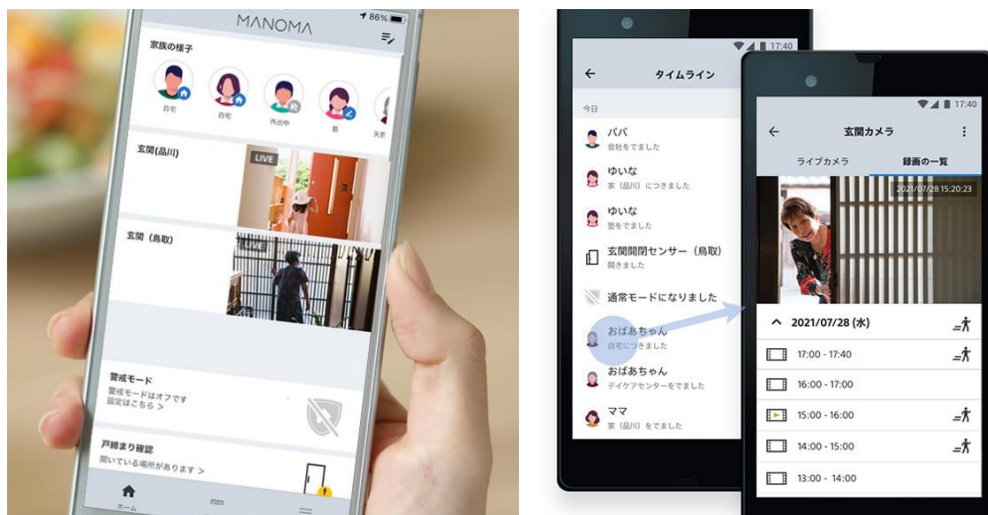 MANOMA
86%
家族の様子
自宅
自宅
外出中
塾
矢野
玄関(品川)
LIVE
玄関（鳥取）
LIVE
警戒モード
警戒モードはオフです
設定はこちら >
戸締まり確認
開いている場所があります >
ホーム
17:40
タイムライン
今日
パパ
会社をでました
ゆいな
家（品川）につきました
ゆいな
塾をでました
玄関開閉センサー（鳥取）
開きました
通常モードになりました
おばあちゃん
自宅につきました
おばあちゃん
デイケアセンターをでました
ママ
家（品川）をでました
17:40
玄関カメラ
ライブカメラ
録画の一覧
2021/07/28 15:20:23
2021/07/28 (水)
17:00 - 17:40
16:00 - 17:00
15:00 - 16:00
14:00 - 15:00
13:00 - 14:00